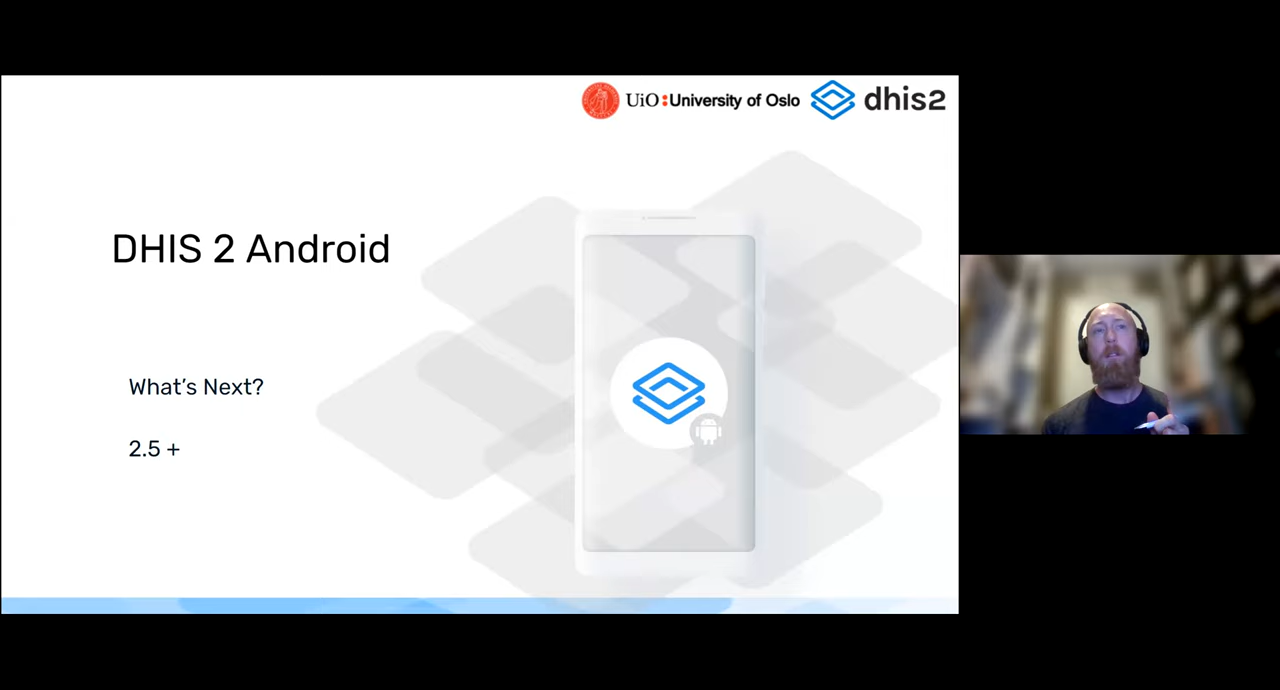 UiO:University of Oslo
dhis2
DHIS 2 Android
What's Next?
2.5 +